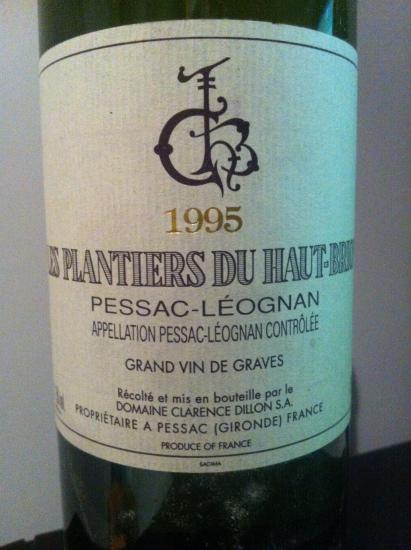 1995
ES PLANTIERS DU HAUT-BRI
PESSAC-LÉOGNAN
APPELLATION PESSAC-LÉOGNAN CONTRÔLÉE
GRAND VIN DE GRAVES
Récolté et mis en bouteille par le
DOMAINE CLARENCE DILLON S.A.
PROPRIÉTAIRE A PESSAC (GIRONDE) FRANCE
PRODUCE OF FRANCE